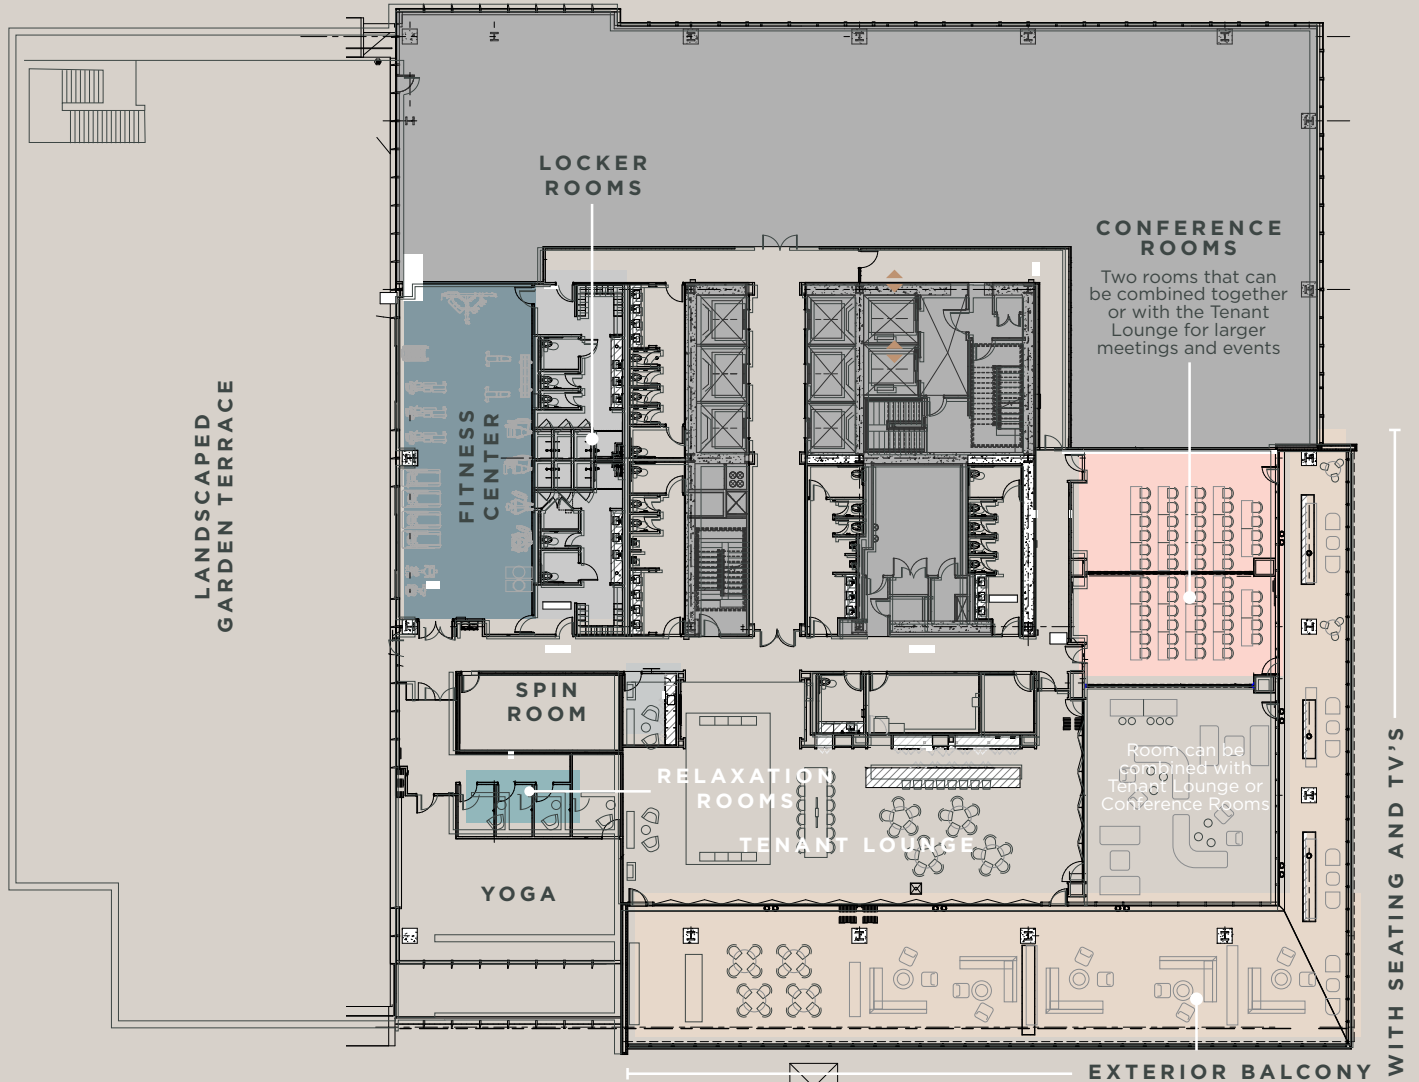 LOCKER
ROOMS
CONFERENCE
ROOMS
Two rooms that can
be combined together
or with the Tenant
Lounge for larger
meetings and events
LANDSCAPED
GARDEN TERRACE
FITNESS
CENTER
SPIN
ROOM
RELAXATION
ROOMS
TENANT LOUNGE
Room can be
combined with
Tenant Lounge or
Conference Rooms
YOGA
EXTERIOR BALCONY
WITH SEATING AND TV'S